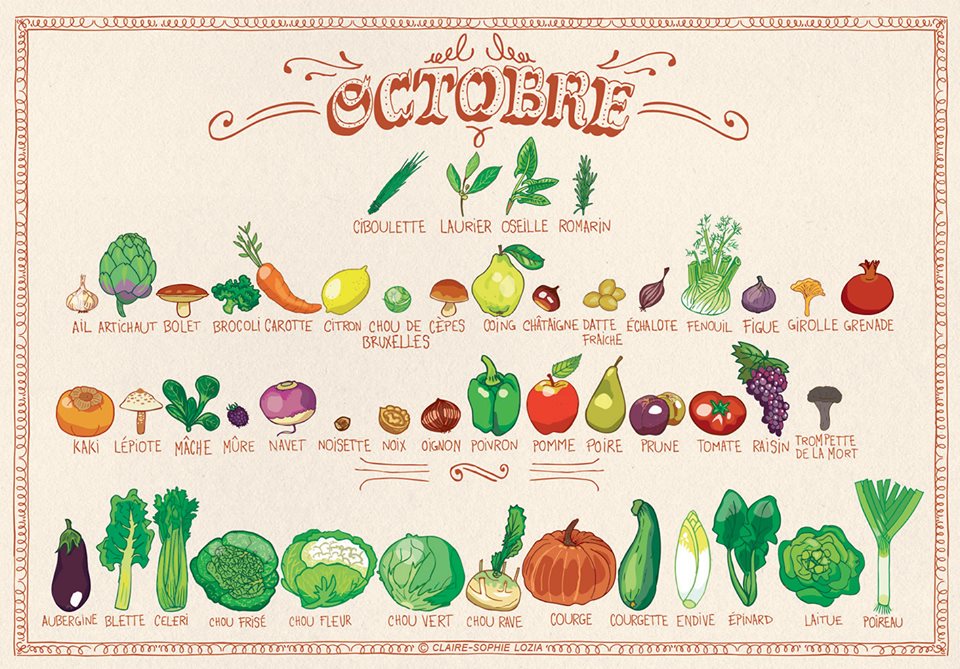 OCTOBRE
CIBOULETTE LAURIER OSEILLE ROMARIN
AIL ARTICHAUT BOLET BROCOLI CAROTTE CITRON CHOU DE BRUXELLES CÈPES COING CHÂTAIGNE DATTE FRAICHE ÉCHALOTE FENOUIL FIGUE GIROLLE GRENADE
KAKI LÉPIOTE MÂCHE MÛRE NAVET NOISETTE NOIX OIGNON POIVRON POMME POIRE PRUNE TOMATE RAISIN TROMPETTE DE LA MORT
AUBERGINE BLETTE CELERI CHOU FRISÉ CHOU FLEUR CHOU VERT CHOU RAVE COURGE COURGETTE ENDIVE ÉPINARD LAITUE POIREAU
© CLAIRE-SOPHIE LOZIA